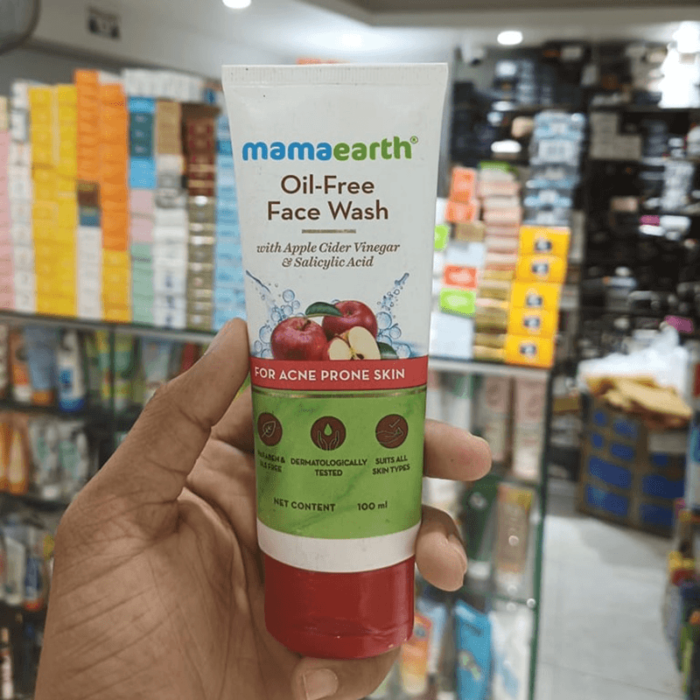 mamaearth®
Oil-Free
Face Wash
with Apple Cider Vinegar
& Salicylic Acid
FOR ACNE PRONE SKIN
DERMATOLOGICALLY
TESTED
SUITS ALL
SKIN TYPES
NET CONTENT 100 ml